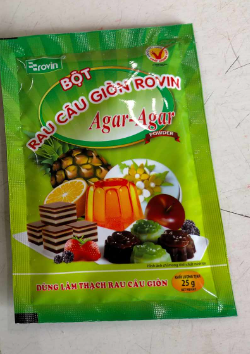 Rovin
BỘT
RAU CÂU GIÒN ROVIN
Agar-Agar
POWDER
25 g
DÙNG LÀM THẠCH RAU CÂU GIÒN